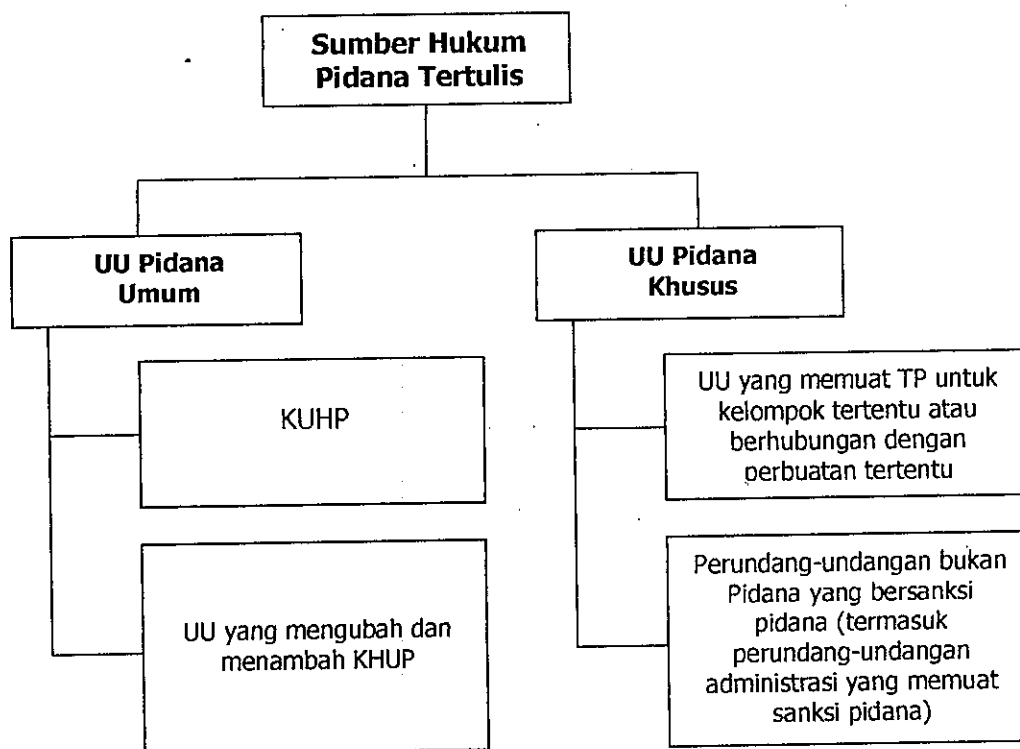 Sumber Hukum
Pidana Tertulis
UU Pidana
Umum
UU Pidana
Khusus
KUHP
UU yang memuat TP untuk
kelompok tertentu atau
berhubungan dengan
perbuatan tertentu
UU yang mengubah dan
menambah KHUP
Perundang-undangan bukan
Pidana yang bersanksi
pidana (termasuk
perundang-undangan
administrasi yang memuat
sanksi pidana)